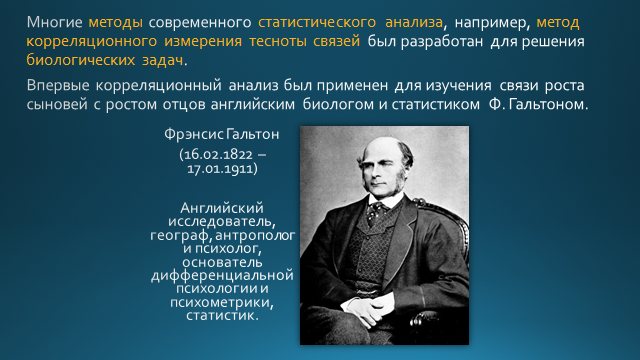 Многие методы современного статистического анализа, например, метод
корреляционного измерения тесноты связей был разработан для решения
биологических задач.
Впервые корреляционный анализ был применен для изучения связи роста
сыновей с ростом отцов английским биологом и статистиком Ф. Гальтоном.
Фрэнсис Гальтон
(16.02.1822 –
17.01.1911)
Английский
исследователь,
географ, антрополог
и психолог,
основатель
дифференциальной
психологии и
психометрики,
статистик.